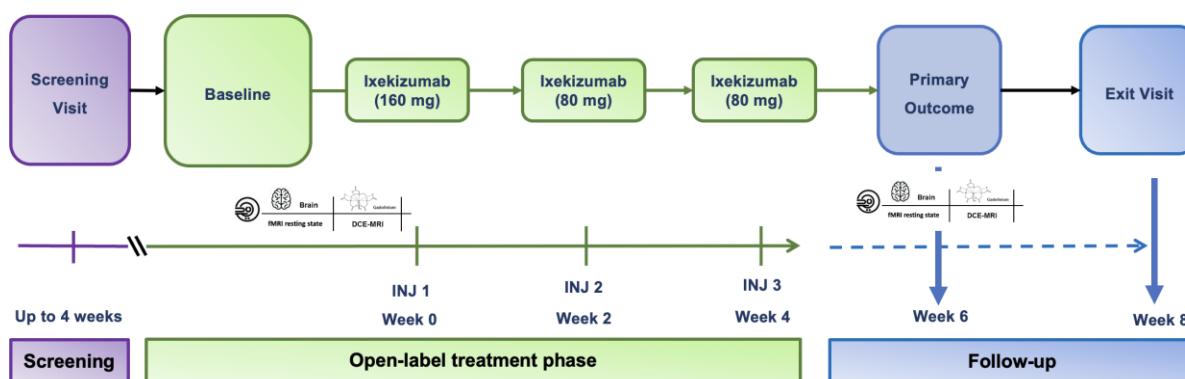 Screening
Visit
Baseline
Ixekizumab
(160 mg)
Ixekizumab
(80 mg)
Ixekizumab
(80 mg)
Primary
Outcome
Exit Visit
Brain
Gadolinium
fMRI resting state
DCE-MRI
Brain
Gadolinium
fMRI resting state
DCE-MRI
INJ 1
INJ 2
INJ 3
Up to 4 weeks
Week 0
Week 2
Week 4
Week 6
Week 8
Screening
Open-label treatment phase
Follow-up